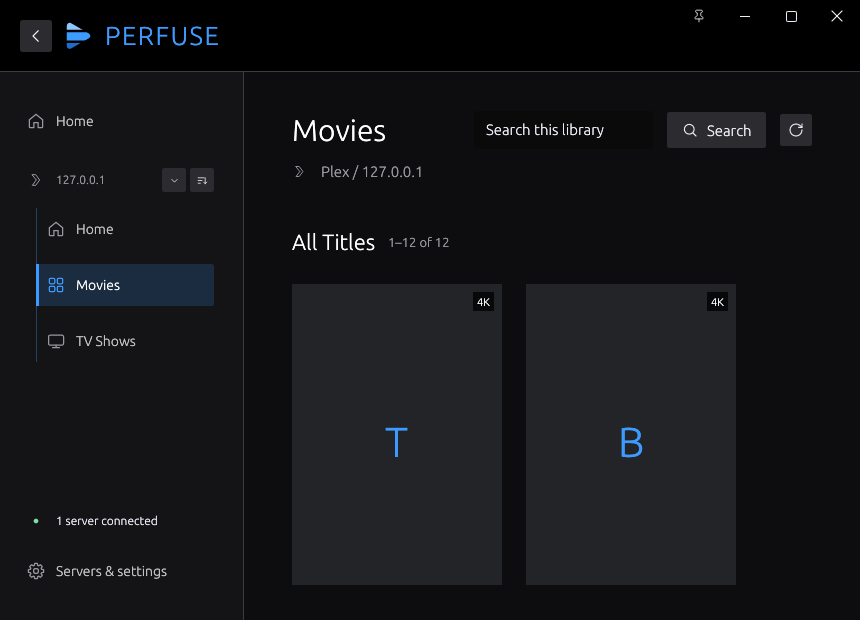 PERFUSE
Home
127.0.0.1
Home
Movies
TV Shows
1 server connected
Servers & settings
Movies
Search this library
Search
Plex / 127.0.0.1
All Titles 1–12 of 12
4K
T
4K
B